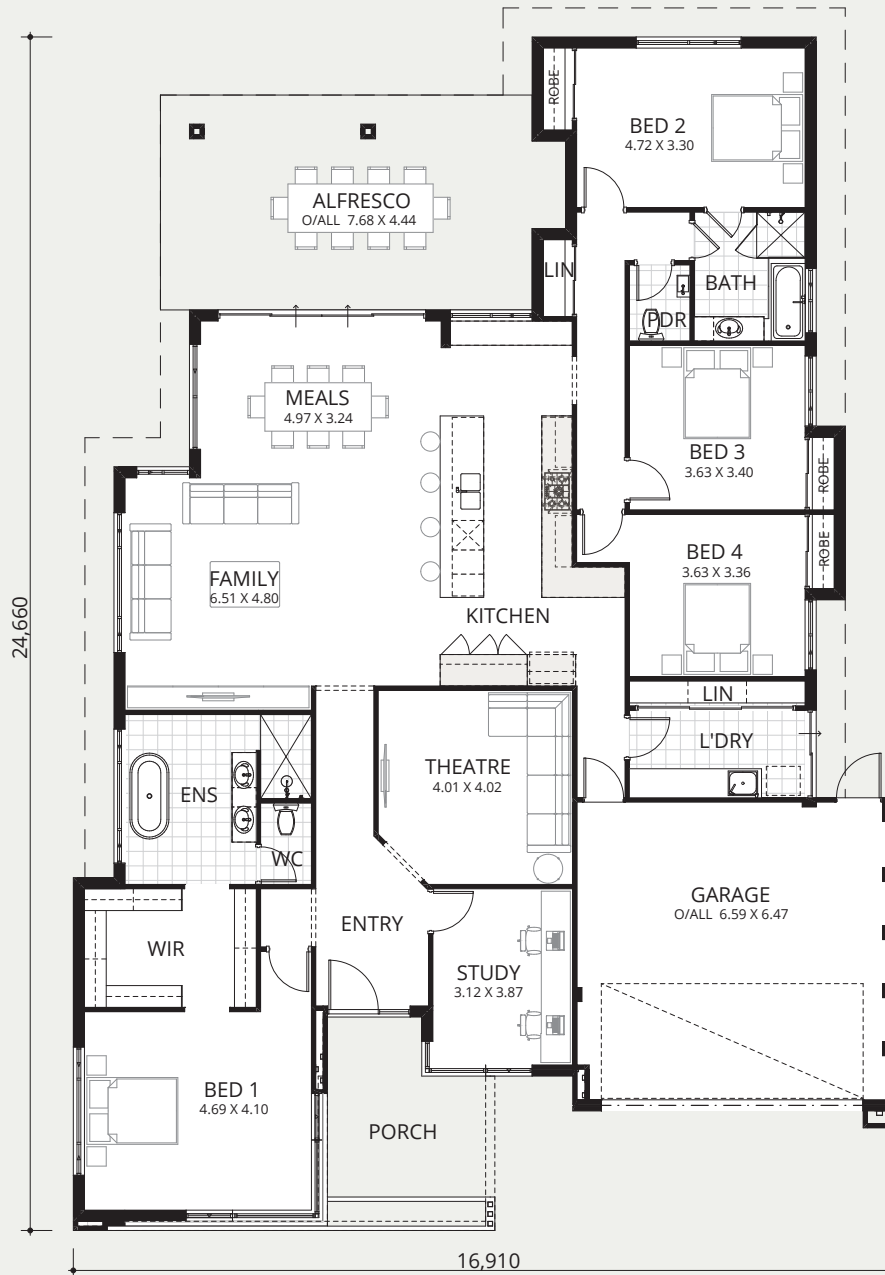 ROBE
BED 2
4.72 X 3.30
ALFRESCO
O/ALL 7.68 X 4.44
LIN
BATH
PDR
MEALS
4.97 X 3.24
BED 3
3.63 X 3.40
ROBE
BED 4
3.63 X 3.36
ROBE
FAMILY
6.51 X 4.80
KITCHEN
24,660
LIN
L'DRY
THEATRE
4.01 X 4.02
ENS
WC
GARAGE
O/ALL 6.59 X 6.47
ENTRY
WIR
STUDY
3.12 X 3.87
BED 1
4.69 X 4.10
PORCH
16,910